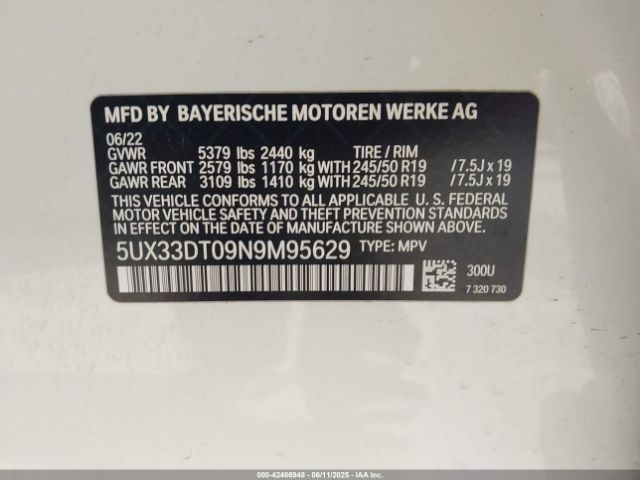 MFD BY BAYERISCHE MOTOREN WERKE AG
06/22
GVWR 5379 lbs 2440 kg TIRE / RIM
GAWR FRONT 2579 lbs 1170 kg WITH 245/50 R19 /7.5J x 19
GAWR REAR 3109 lbs 1410 kg WITH 245/50 R19 /7.5J x 19
THIS VEHICLE CONFORMS TO ALL APPLICABLE U. S. FEDERAL
MOTOR VEHICLE SAFETY AND THEFT PREVENTION STANDARDS
IN EFFECT ON THE DATE OF MANUFACTURE SHOWN ABOVE.
5UX33DT09N9M95629 TYPE: MPV
300U
7 320 730
000-42466948 - 06/11/2025 - IAAI.COM